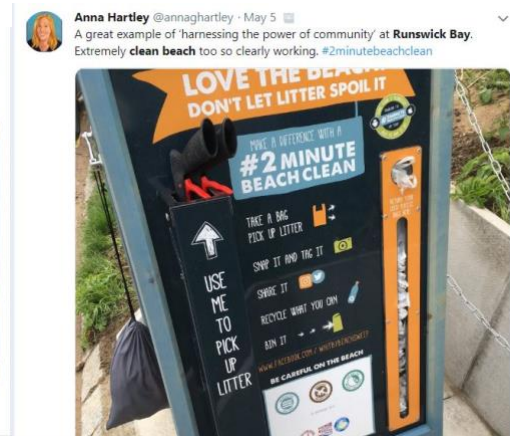 Anna Hartley @annaghartley · May 5
A great example of 'harnessing the power of community' at Runswick Bay.
Extremely clean beach too so clearly working. #2minutebeachclean
LOVE THE BEACH
DON'T LET LITTER SPOIL IT
MAKE A DIFFERENCE WITH A
#2 MINUTE
BEACH CLEAN
TAKE A BAG
PICK UP LITTER
SNAP IT AND TAG IT
SHARE IT
RECYCLE WHAT YOU CAN
BIN IT
USE
ME
TO
PICK
UP
LITTER
BE CAREFUL ON THE BEACH